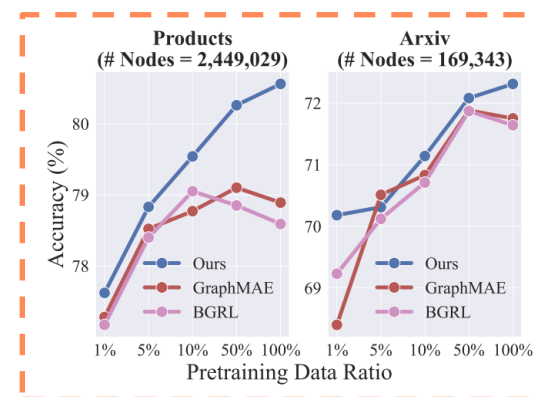 Products
(# Nodes = 2,449,029)
Accuracy (%)
80
79
78
Ours
GraphMAE
BGRL
1% 5% 10% 50% 100%
Arxiv
(# Nodes = 169,343)
72
71
70
69
Ours
GraphMAE
BGRL
1% 5% 10% 50% 100%
Pretraining Data Ratio